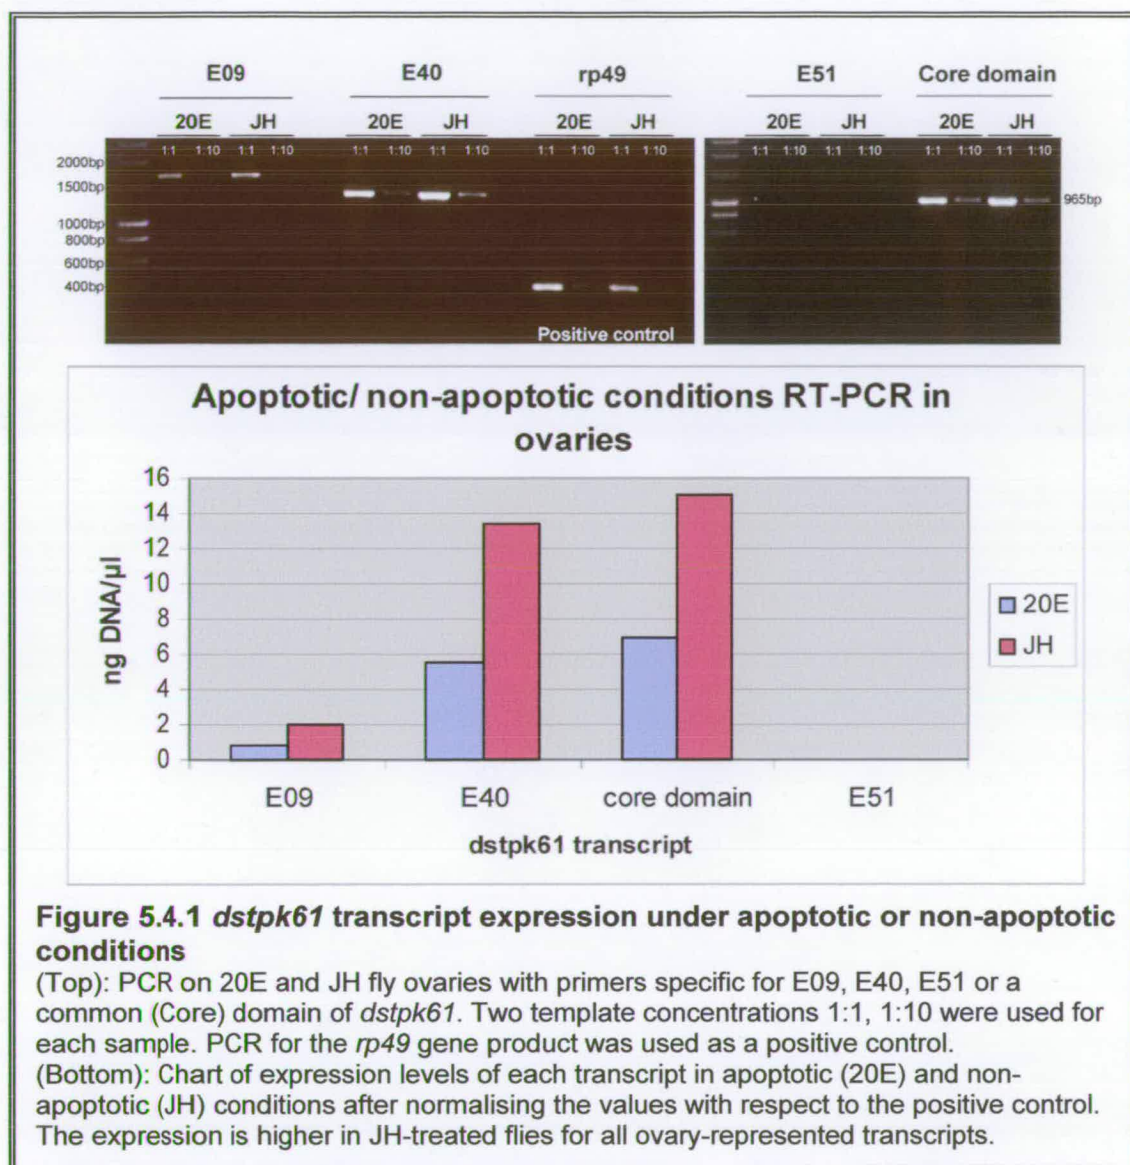 E09 E40 rp49 E51 Core domain
20E JH 20E JH 20E JH 20E JH 20E JH
1:1 1:10 1:1 1:10 1:1 1:10 1:1 1:10 1:1 1:10 1:1 1:10 1:1 1:10 1:1 1:10 1:1 1:10 1:1 1:10
2000bp
1500bp
1000bp
800bp
600bp
400bp
965bp
Positive control
Apoptotic/ non-apoptotic conditions RT-PCR in
ovaries
16
14
12
10
8
6
4
2
0
ng DNA/µl
E09 E40 core domain E51
dstpk61 transcript
20E
JH
Figure 5.4.1 dstpk61 transcript expression under apoptotic or non-apoptotic
conditions
(Top): PCR on 20E and JH fly ovaries with primers specific for E09, E40, E51 or a
common (Core) domain of dstpk61. Two template concentrations 1:1, 1:10 were used for
each sample. PCR for the rp49 gene product was used as a positive control.
(Bottom): Chart of expression levels of each transcript in apoptotic (20E) and non-
apoptotic (JH) conditions after normalising the values with respect to the positive control.
The expression is higher in JH-treated flies for all ovary-represented transcripts.